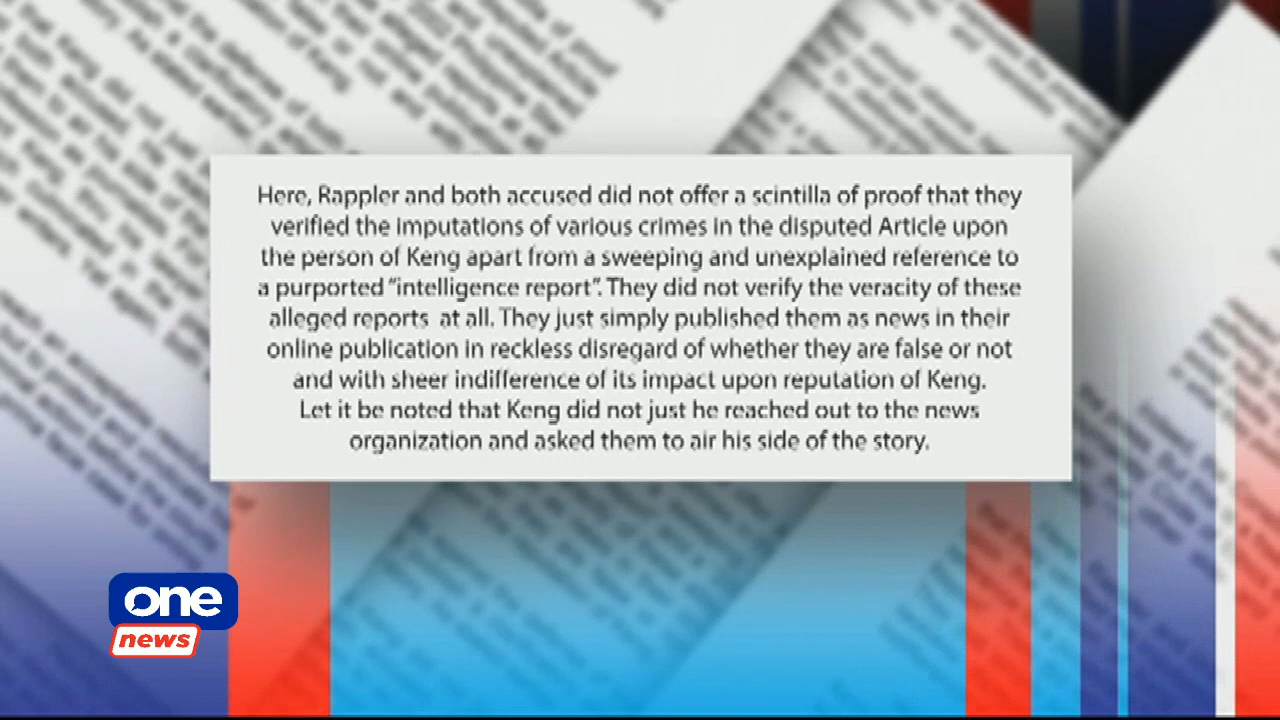 Here, Rappler and both accused did not offer a scintilla of proof that they
verified the imputations of various crimes in the disputed Article upon
the person of Keng apart from a sweeping and unexplained reference to
a purported “intelligence report”. They did not verify the veracity of these
alleged reports at all. They just simply published them as news in their
online publication in reckless disregard of whether they are false or not
and with sheer indifference of its impact upon reputation of Keng.
Let it be noted that Keng did not just he reached out to the news
organization and asked them to air his side of the story.
one
news